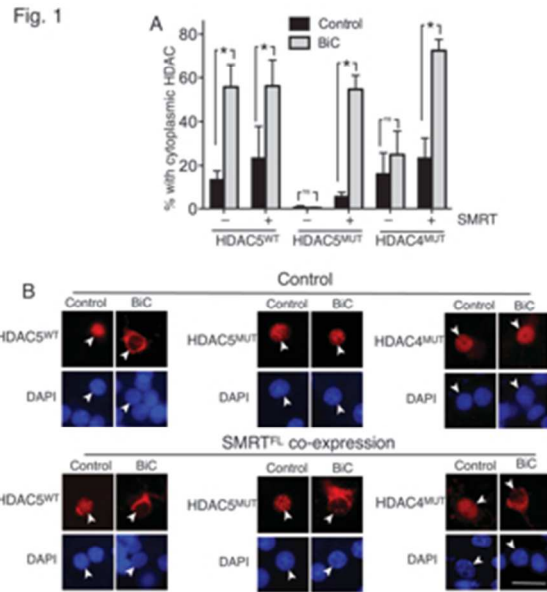 Fig. 1
A
Control
BiC
% with cytoplasmic HDAC
80
60
40
20
0
* * ns * ns *
− + − + − + SMRT
HDAC5WT HDAC5MUT HDAC4MUT
B
Control
Control BiC Control BiC Control BiC
HDAC5WT HDAC5MUT HDAC4MUT
DAPI DAPI DAPI
SMRTFL co-expression
Control BiC Control BiC Control BiC
HDAC5WT HDAC5MUT HDAC4MUT
DAPI DAPI DAPI